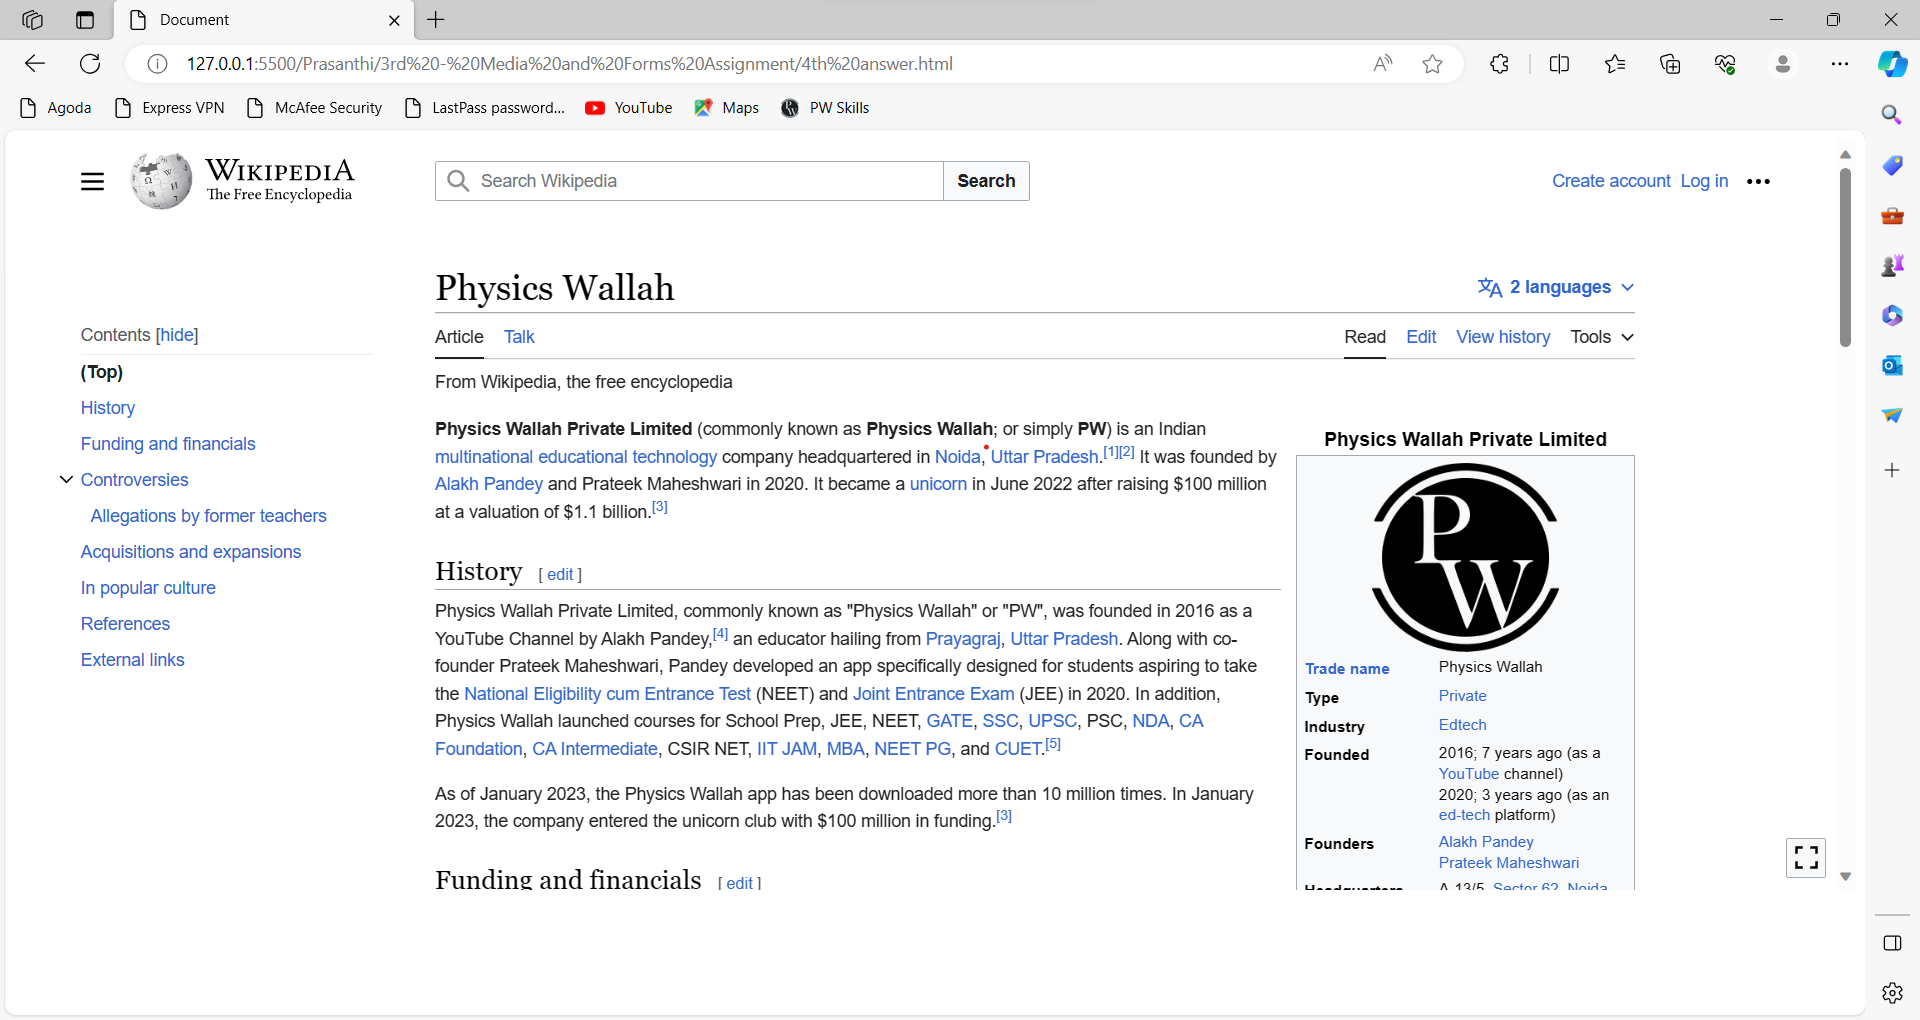 Document
127.0.0.1:5500/Prasanthi/3rd%20-%20Media%20and%20Forms%20Assignment/4th%20answer.html
Agoda Express VPN McAfee Security LastPass password... YouTube Maps PW Skills
WIKIPEDIA
The Free Encyclopedia
Search Wikipedia
Search
Create account Log in
Physics Wallah
2 languages
Contents [hide]
(Top)
History
Funding and financials
Controversies
Allegations by former teachers
Acquisitions and expansions
In popular culture
References
External links
Article Talk
Read Edit View history Tools
From Wikipedia, the free encyclopedia
Physics Wallah Private Limited (commonly known as Physics Wallah; or simply PW) is an Indian
multinational educational technology company headquartered in Noida, Uttar Pradesh.[1][2] It was founded by
Alakh Pandey and Prateek Maheshwari in 2020. It became a unicorn in June 2022 after raising $100 million
at a valuation of $1.1 billion.[3]
History [ edit ]
Physics Wallah Private Limited, commonly known as "Physics Wallah" or "PW", was founded in 2016 as a
YouTube Channel by Alakh Pandey,[4] an educator hailing from Prayagraj, Uttar Pradesh. Along with co-
founder Prateek Maheshwari, Pandey developed an app specifically designed for students aspiring to take
the National Eligibility cum Entrance Test (NEET) and Joint Entrance Exam (JEE) in 2020. In addition,
Physics Wallah launched courses for School Prep, JEE, NEET, GATE, SSC, UPSC, PSC, NDA, CA
Foundation, CA Intermediate, CSIR NET, IIT JAM, MBA, NEET PG, and CUET.[5]
As of January 2023, the Physics Wallah app has been downloaded more than 10 million times. In January
2023, the company entered the unicorn club with $100 million in funding.[3]
Funding and financials [ edit ]
Physics Wallah Private Limited
PW
Trade name Physics Wallah
Type Private
Industry Edtech
Founded 2016; 7 years ago (as a
YouTube channel)
2020; 3 years ago (as an
ed-tech platform)
Founders Alakh Pandey
Prateek Maheshwari
Headquarters A 13/5, Sector 62, Noida